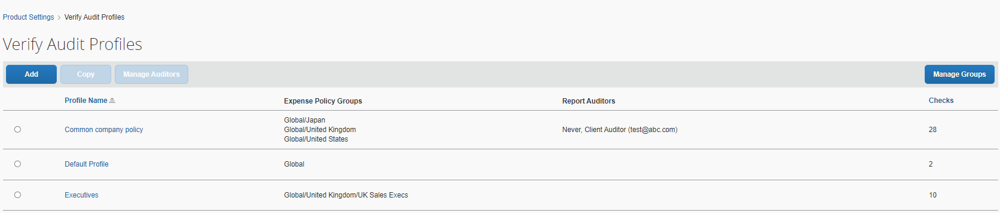 Product Settings > Verify Audit Profiles
Verify Audit Profiles
Add Copy Manage Auditors Manage Groups
Profile Name Expense Policy Groups Report Auditors Checks
Global/Japan
Common company policy Global/United Kingdom Never, Client Auditor (test@abc.com) 28
Global/United States
Default Profile Global 2
Executives Global/United Kingdom/UK Sales Execs 10